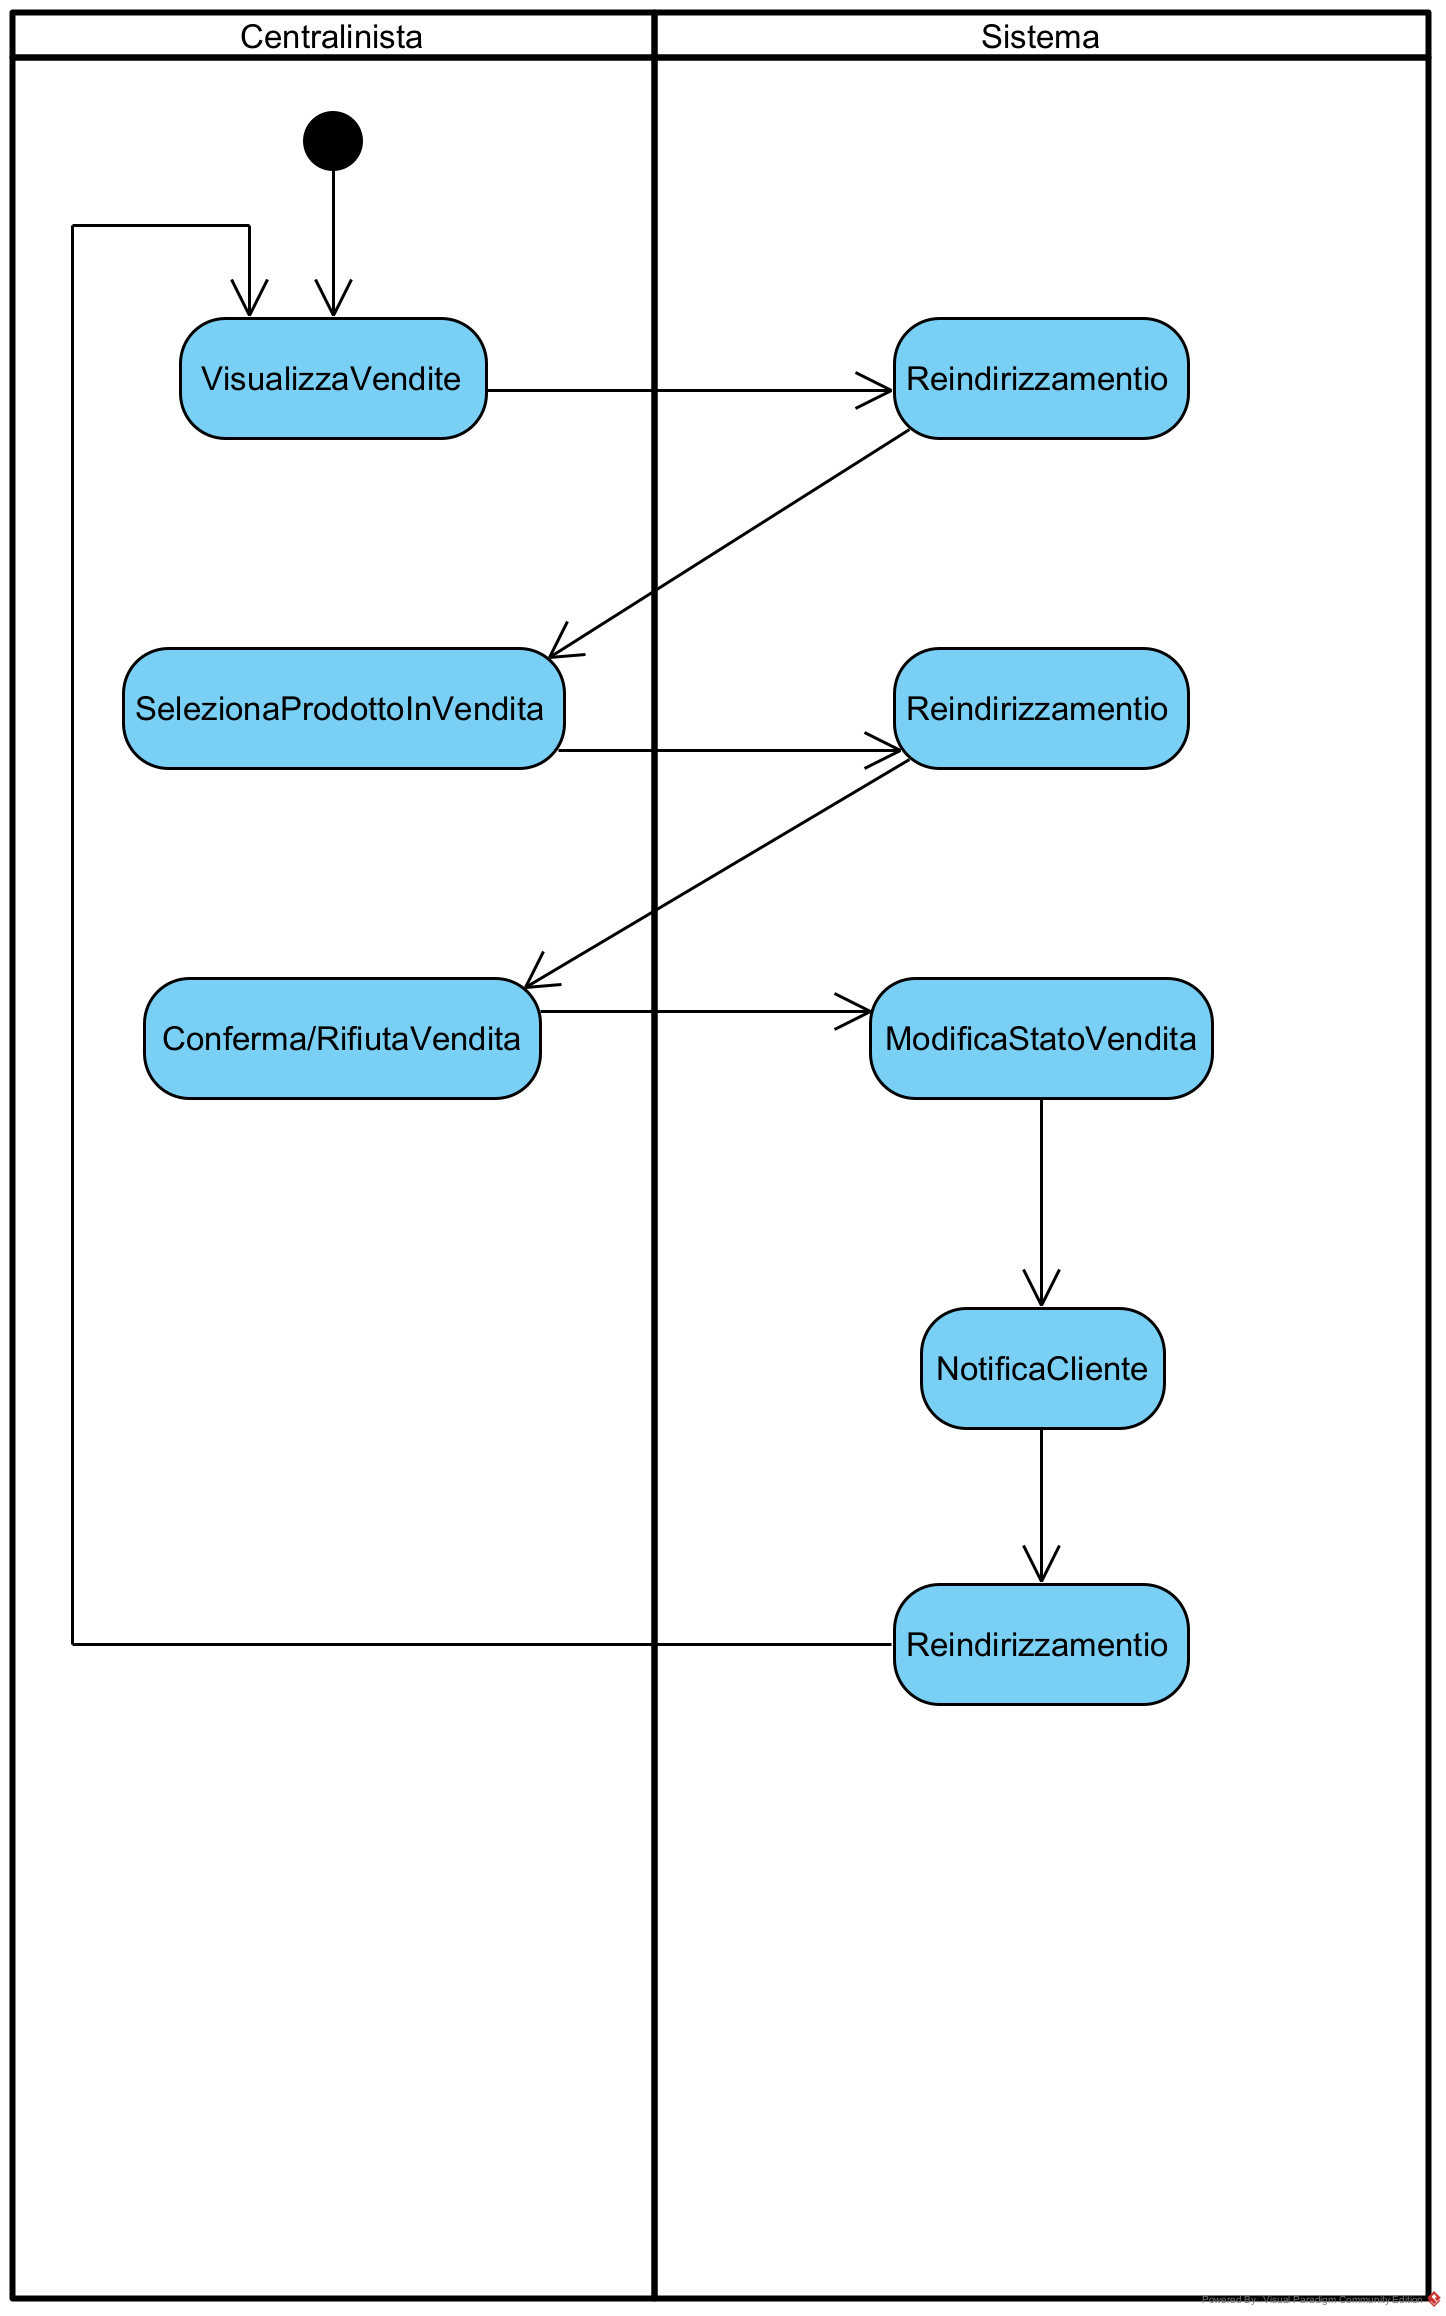 Centralinista
Sistema
VisualizzaVendite
Reindirizzamentio
SelezionaProdottoInVendita
Reindirizzamentio
Conferma/RifiutaVendita
ModificaStatoVendita
NotificaCliente
Reindirizzamentio
Powered By Visual Paradigm Community Edition